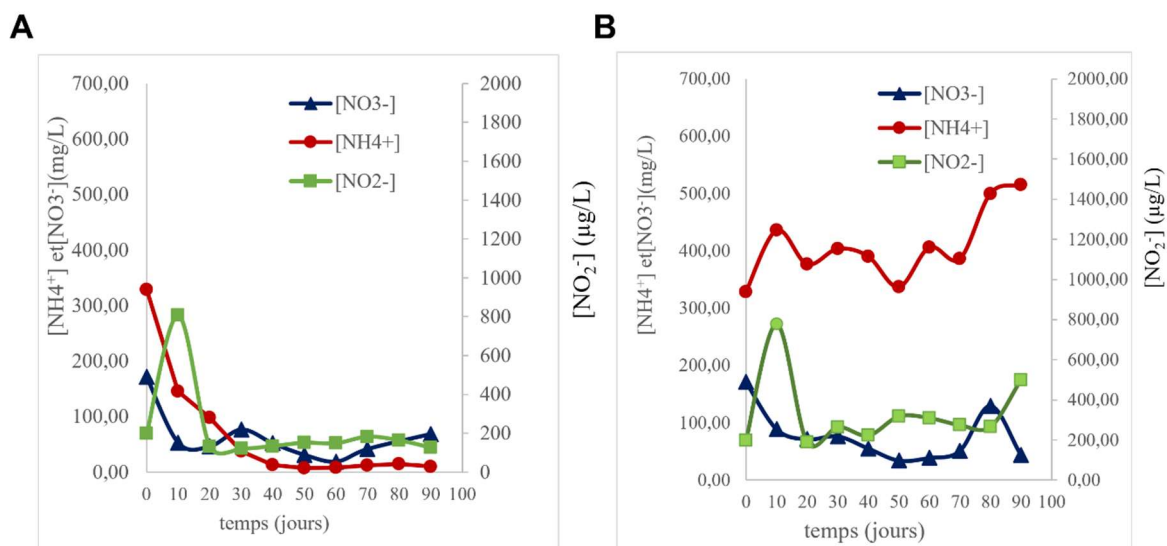 A
[NH4⁺] et[NO3⁻](mg/L)
700,00
600,00
500,00
400,00
300,00
200,00
100,00
0,00
[NO3-]
[NH4+]
[NO2-]
2000
1800
1600
1400
1200
1000
800
600
400
200
0
[NO₂⁻] (µg/L)
0 10 20 30 40 50 60 70 80 90 100
temps (jours)
B
[NH4⁺] et[NO3⁻](mg/L)
700,00
600,00
500,00
400,00
300,00
200,00
100,00
0,00
[NO3-]
[NH4+]
[NO2-]
2000,00
1800,00
1600,00
1400,00
1200,00
1000,00
800,00
600,00
400,00
200,00
0,00
[NO₂⁻] (µg/L)
0 10 20 30 40 50 60 70 80 90 100
temps (jours)